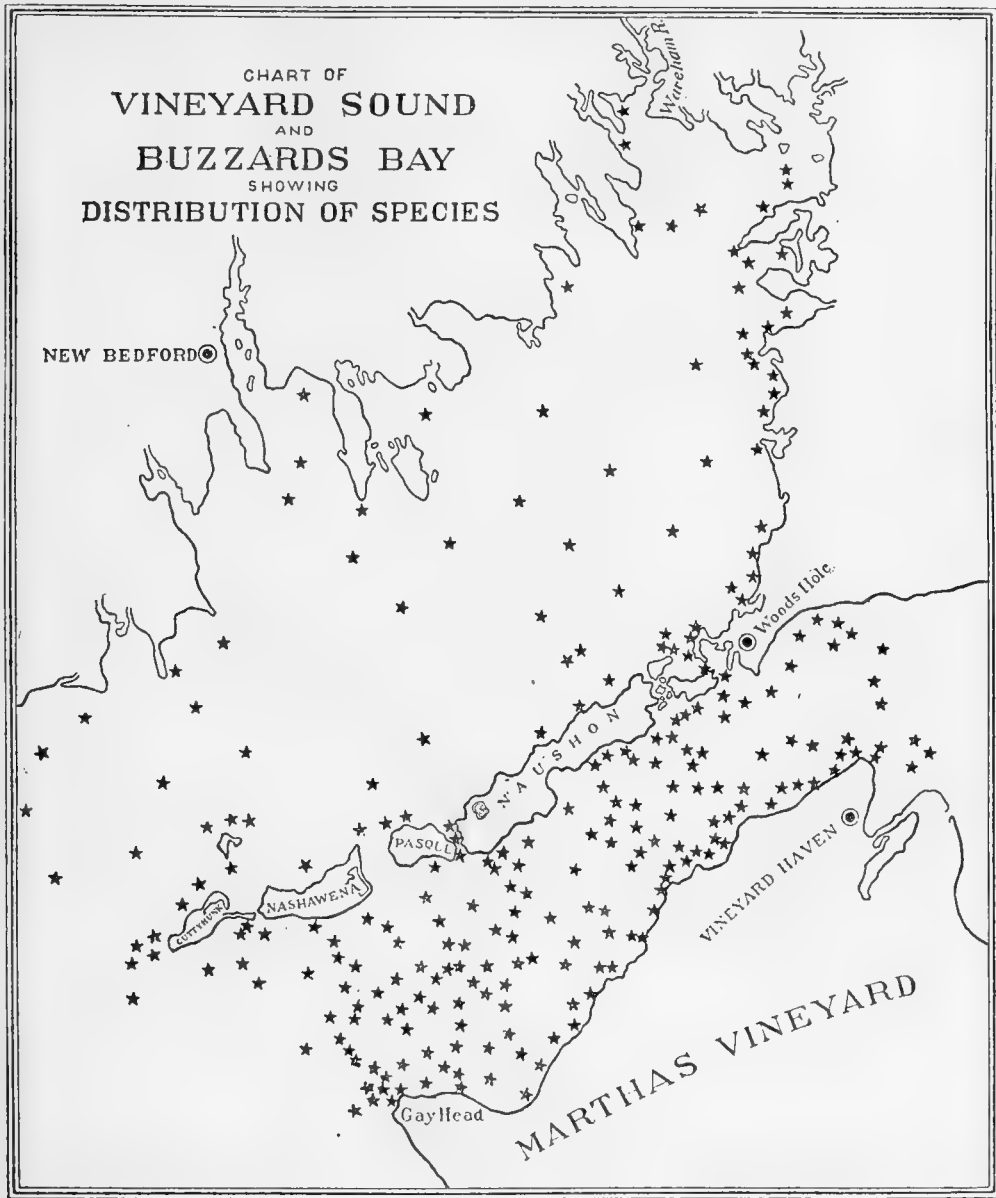 CHART OF
VINEYARD SOUND
AND
BUZZARDS BAY
SHOWING
DISTRIBUTION OF SPECIES
Wareham R.
NEW BEDFORD
Woods Hole
NAUSHON
PASQU.
NASHAWENA
CUTTYHUNK
VINEYARD HAVEN
MARTHAS VINEYARD
Gay Head